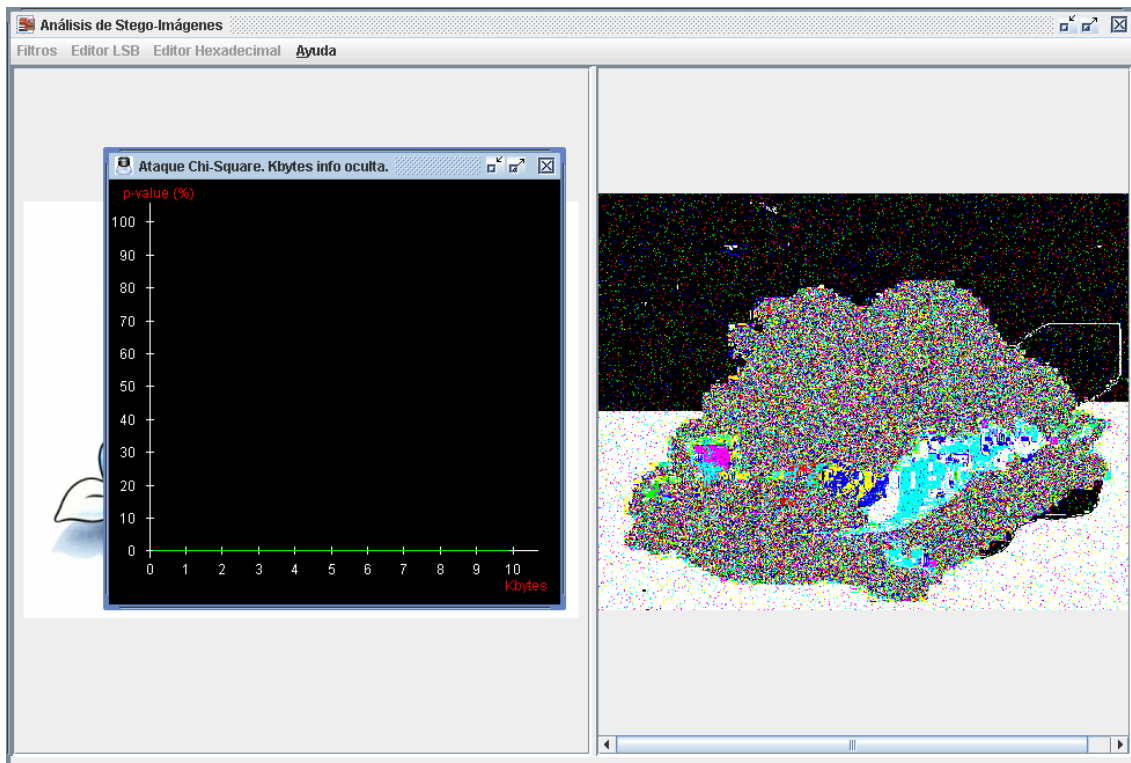 Análisis de Stego-Imágenes
Filtros Editor LSB Editor Hexadecimal Ayuda
Ataque Chi-Square. Kbytes info oculta.
p-value (%)
100
90
80
70
60
50
40
30
20
10
0
0 1 2 3 4 5 6 7 8 9 10
Kbytes